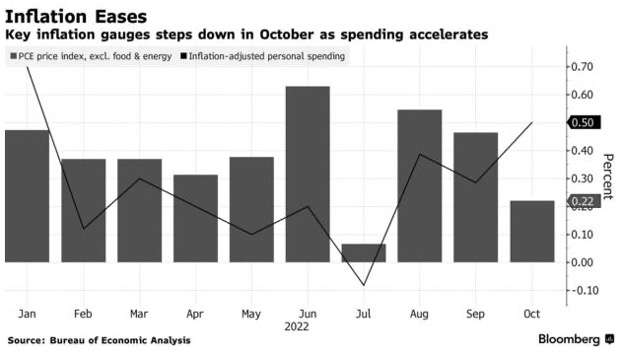 Inflation Eases
Key inflation gauges steps down in October as spending accelerates
PCE price index, excl. food & energy Inflation-adjusted personal spending
0.70
0.60
0.50
0.40
0.30
0.22
0.20
0.10
0.00
-0.10
Percent
Jan Feb Mar Apr May Jun Jul Aug Sep Oct
2022
Source: Bureau of Economic Analysis
Bloomberg